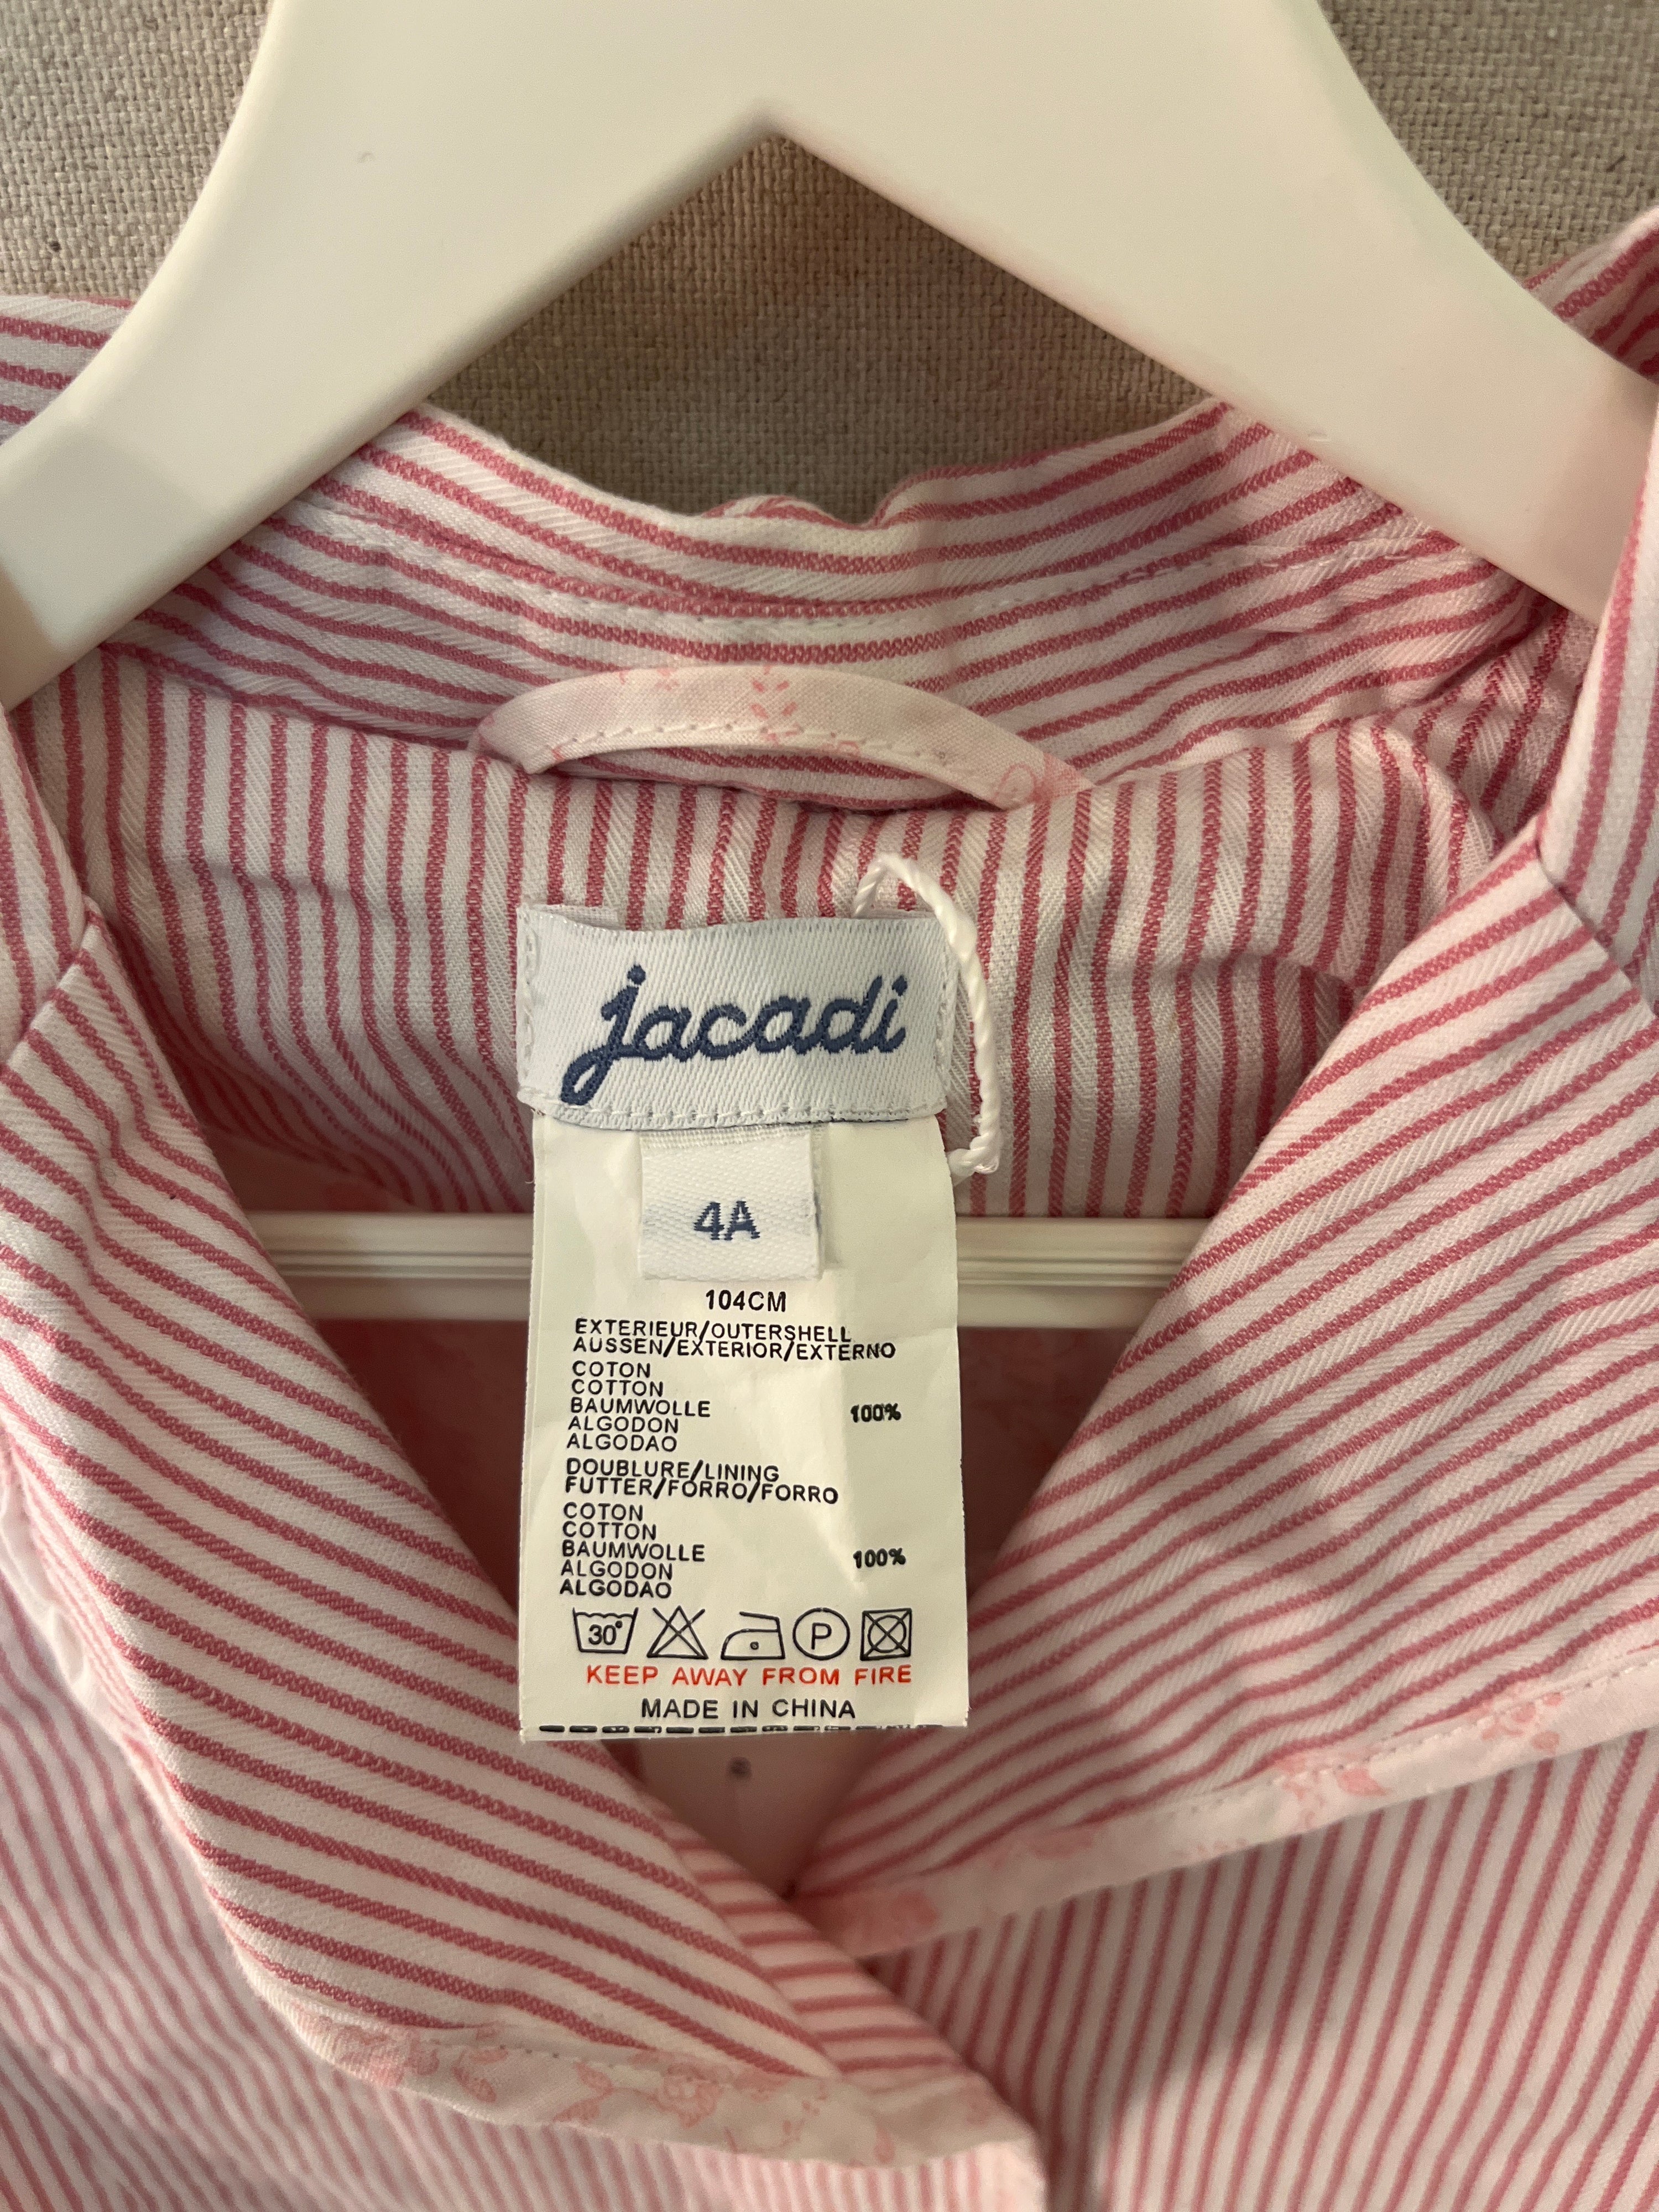 jacadi
4A
104CM
EXTERIEUR/OUTERSHELL
AUSSEN/EXTERIOR/EXTERNO
COTON
COTTON
BAUMWOLLE 100%
ALGODON
ALGODAO
DOUBLURE/LINING
FUTTER/FORRO/FORRO
COTON
COTTON
BAUMWOLLE 100%
ALGODON
ALGODAO
30° P
KEEP AWAY FROM FIRE
MADE IN CHINA